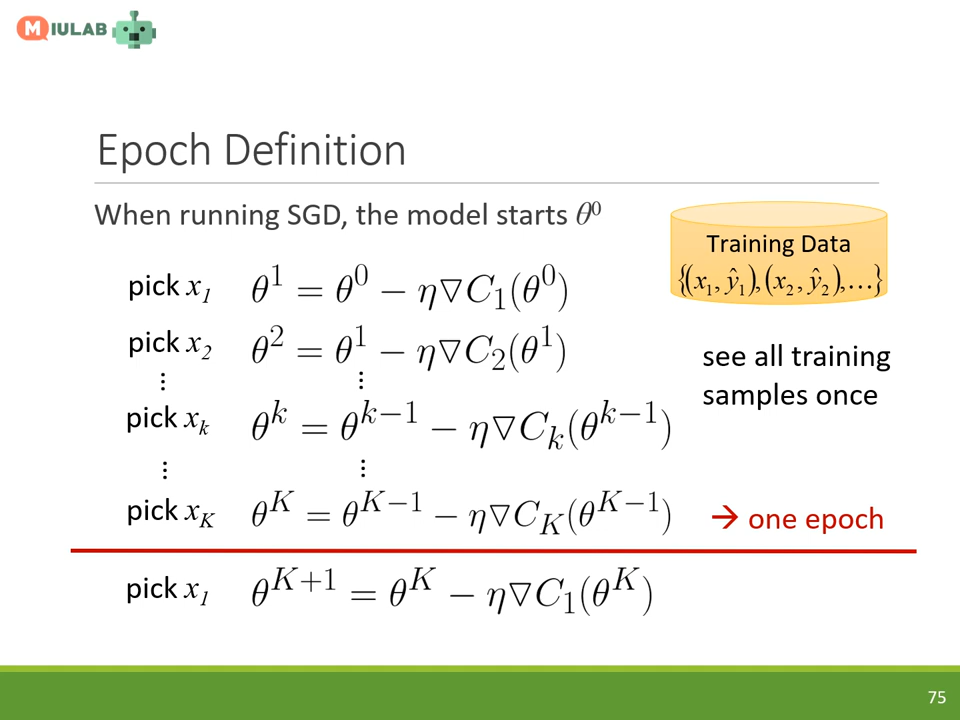 MIULAB
Epoch Definition
When running SGD, the model starts θ⁰
Training Data
{(x₁, ŷ₁), (x₂, ŷ₂), …}
pick x₁ θ¹ = θ⁰ − η▽C₁(θ⁰)
pick x₂ θ² = θ¹ − η▽C₂(θ¹)
see all training
samples once
⋮ ⋮
pick xₖ θᵏ = θᵏ⁻¹ − η▽Cₖ(θᵏ⁻¹)
⋮ ⋮
pick x_K θ^K = θ^{K−1} − η▽C_K(θ^{K−1})
→ one epoch
pick x₁ θ^{K+1} = θ^K − η▽C₁(θ^K)
75